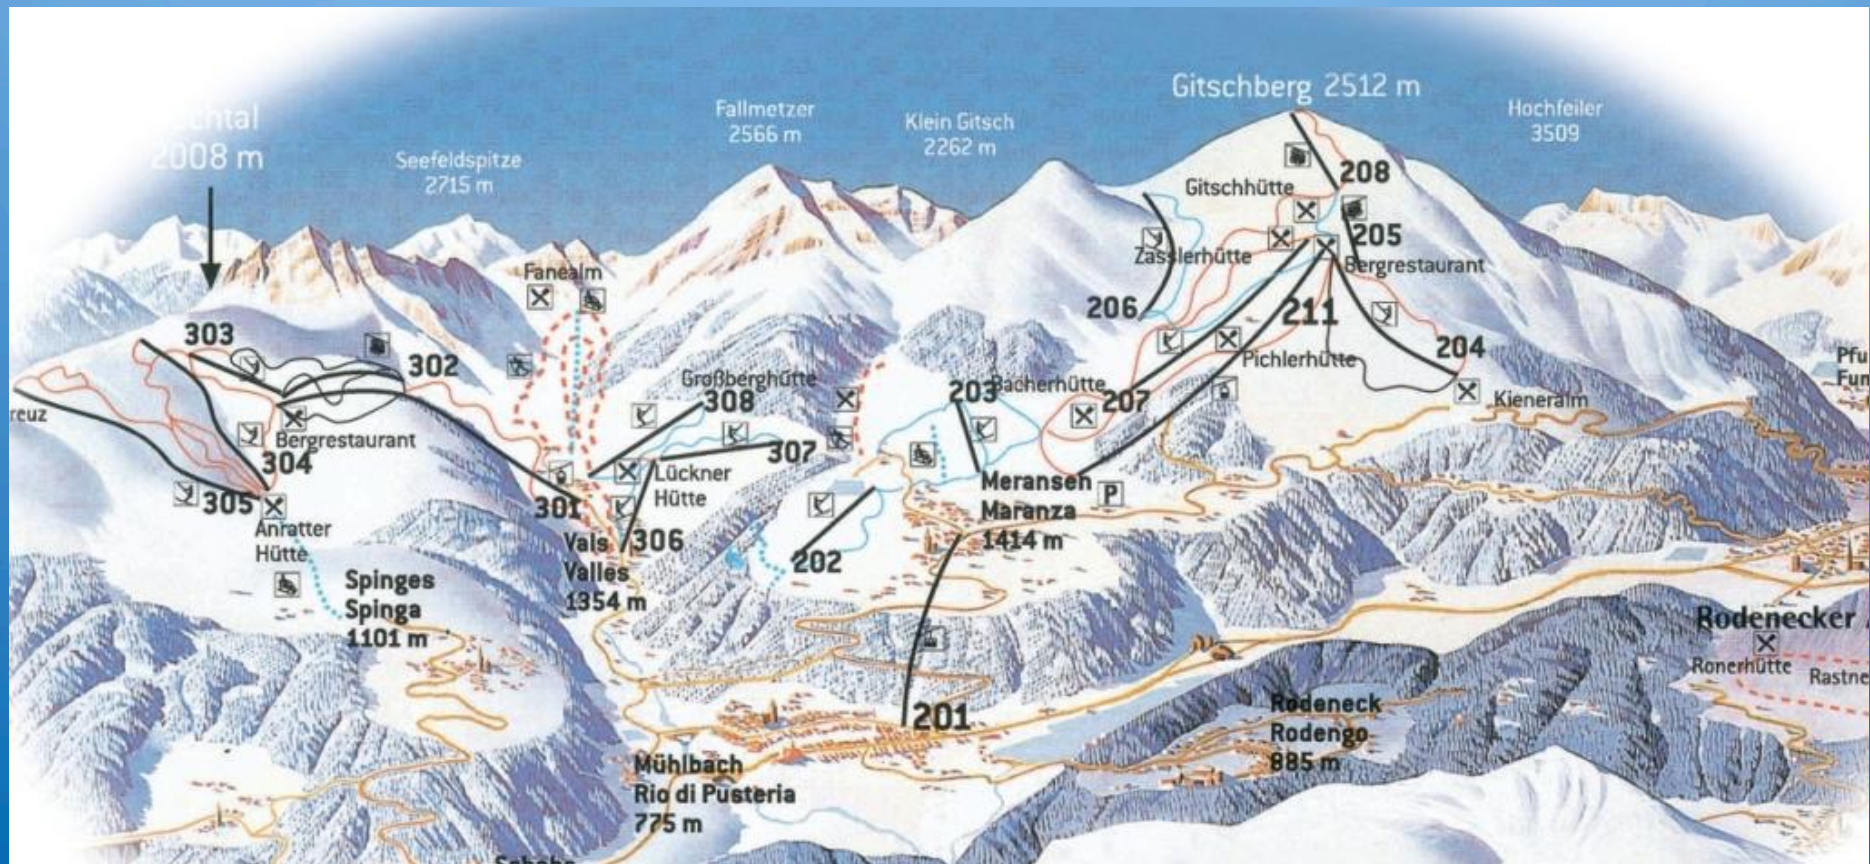 Gitschberg 2512 m
2008 m
Seefeldspitze
2715 m
Fallmetzer
2566 m
Klein Gitsch
2262 m
Hochfeiler
3509
208
Gitschhütte
205
Zasslerhütte
Bergrestaurant
206
211
204
Pichlerhütte
Kieneralm
Fanealm
303
302
Großberghütte
308
203
Bacherhütte
207
Bergrestaurant
304
305
Anratter
Hütte
301
Lückner
Hütte
307
306
Vals
Valles
1354 m
202
Meransen
Maranza
1414 m
P
Spinges
Spinga
1101 m
201
Mühlbach
Rio di Pusteria
775 m
Rodeneck
Rodengo
885 m
Rodenecker
Ronerhütte